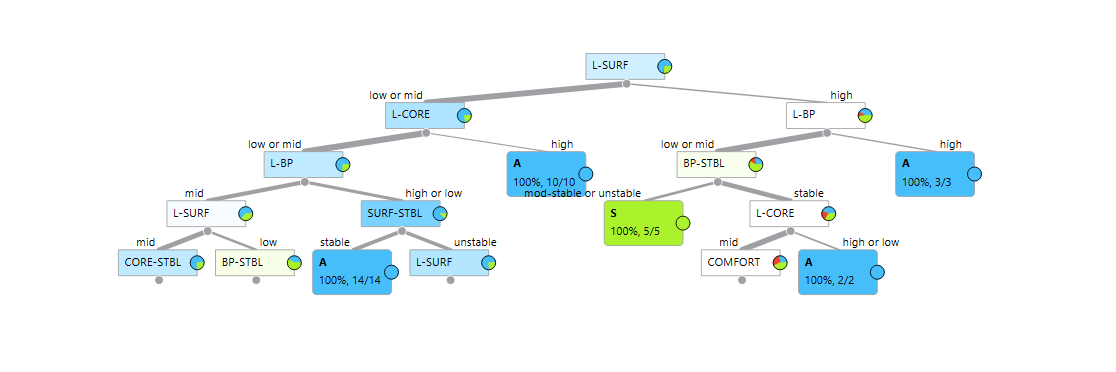 L-SURF
low or mid
high
L-CORE
L-BP
low or mid
high
low or mid
high
L-BP
A
100%, 10/10
BP-STBL
A
100%, 3/3
mid
high or low
mod-stable or unstable
stable
L-SURF
SURF-STBL
S
100%, 5/5
L-CORE
mid
low
stable
unstable
mid
high or low
CORE-STBL
BP-STBL
A
100%, 14/14
L-SURF
COMFORT
A
100%, 2/2